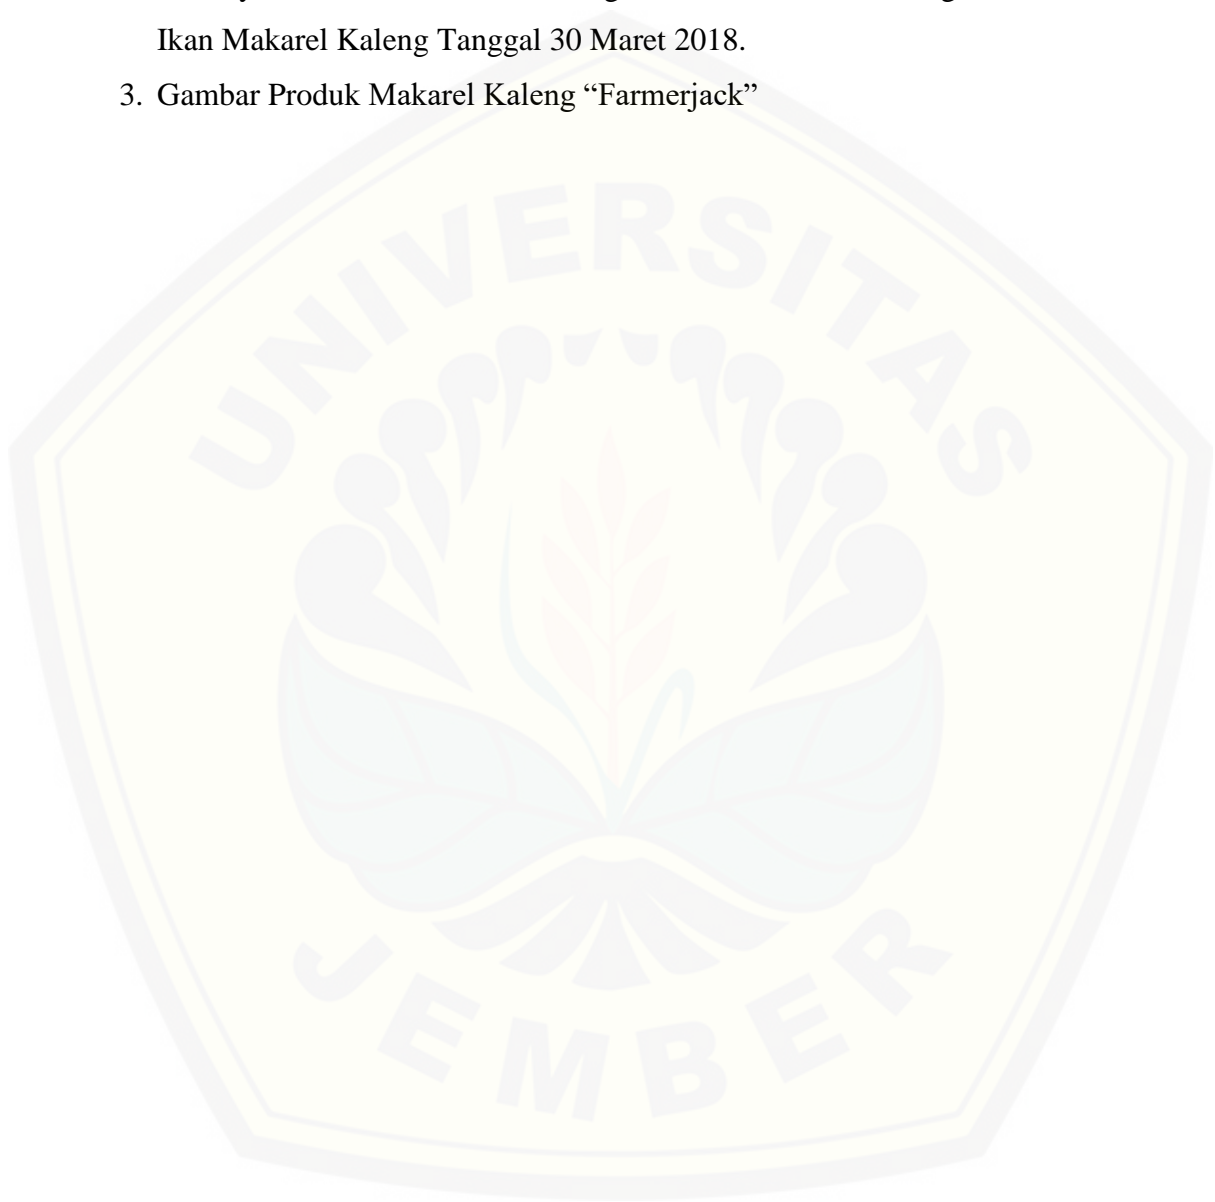 Ikan Makarel Kaleng Tanggal 30 Maret 2018.
3. Gambar Produk Makarel Kaleng “Farmerjack”
UNIVERSITAS
JEMBER